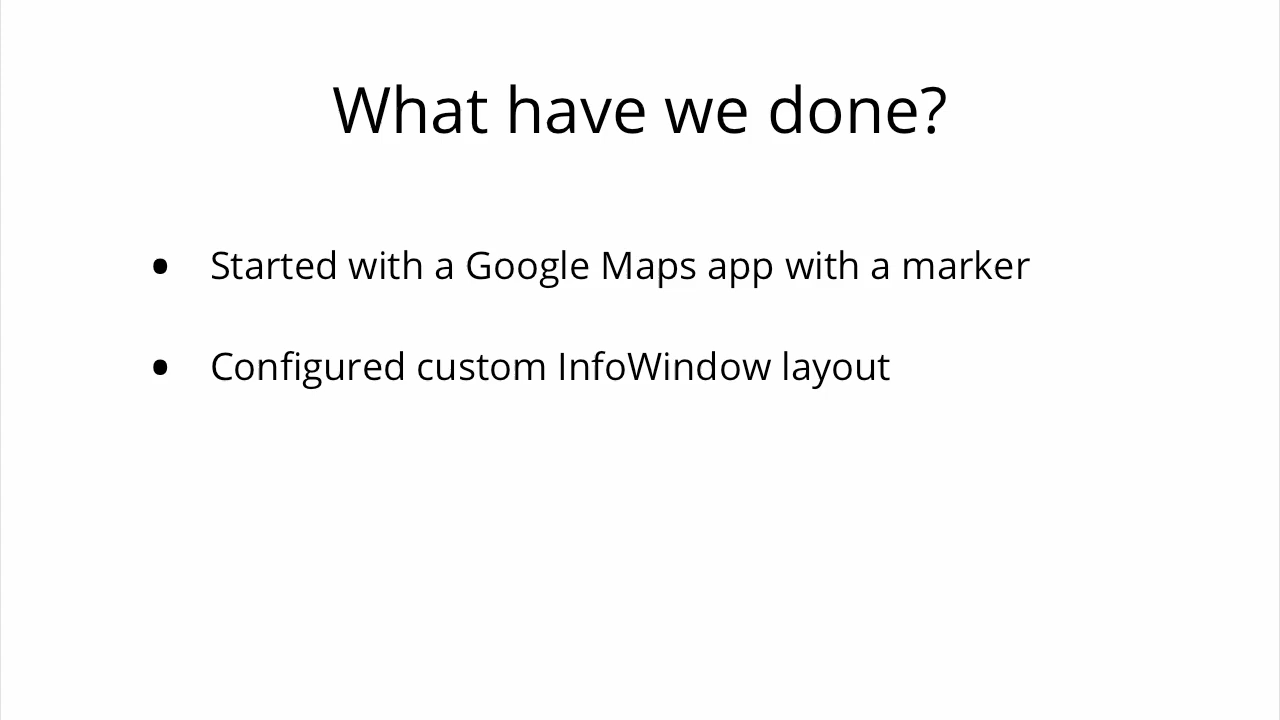 What have we done?
• Started with a Google Maps app with a marker
• Configured custom InfoWindow layout